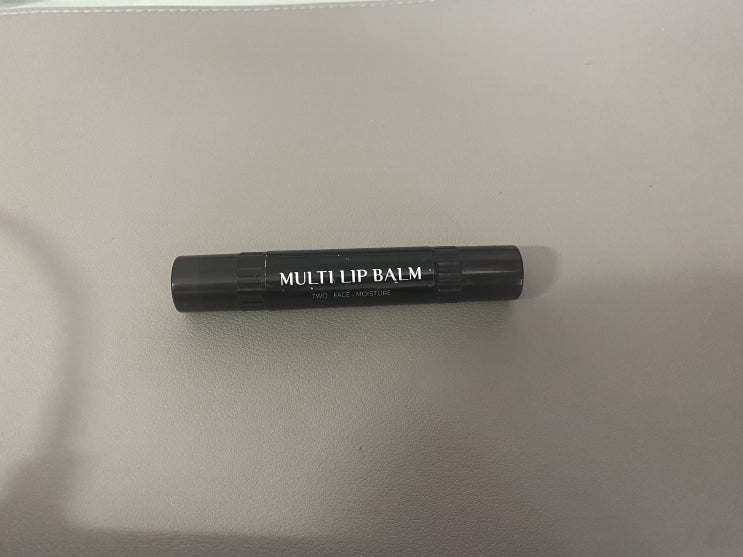 MULTI LIP BALM
TWO . FACE . MOISTURE